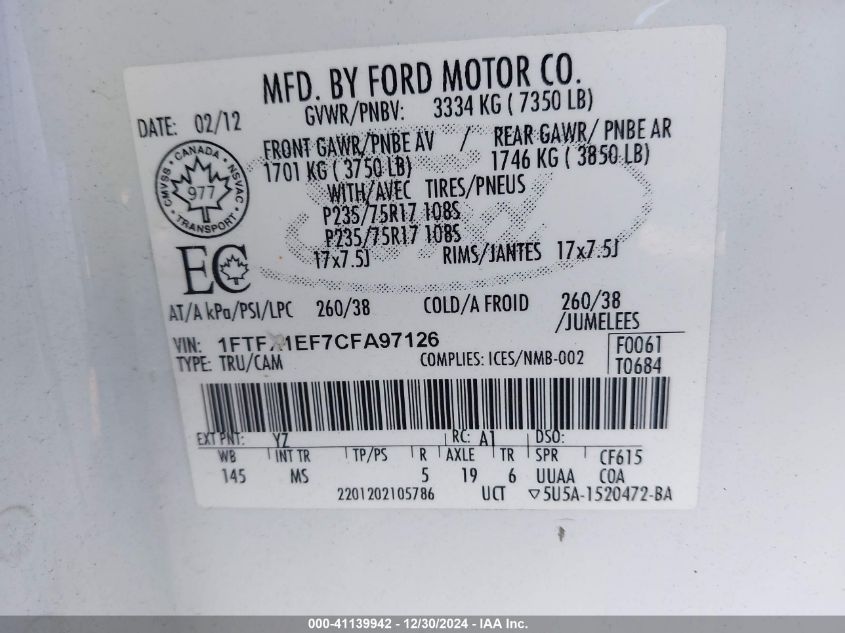 MFD. BY FORD MOTOR CO.
DATE: 02/12
GVWR/PNBV: 3334 KG ( 7350 LB)
FRONT GAWR/PNBE AV / REAR GAWR/ PNBE AR
1701 KG ( 3750 LB) 1746 KG ( 3850 LB)
WITH/AVEC TIRES/PNEUS
P235/75R17 108S
P235/75R17 108S
17x7.5J RIMS/JANTES 17x7.5J
CANADA
CMVSS NSVAC
977
TRANSPORT
EC
AT/A kPa/PSI/LPC 260/38 COLD/A FROID 260/38
/JUMELEES
VIN: EF7CFA97126
TYPE: TRU/CAM COMPLIES: ICES/NMB-002
F0061
T0684
EXT PNT: YZ RC: A1 DSO:
WB INT TR TP/PS R AXLE TR SPR CF615
145 MS 5 19 6 UUAA COA
2201202105786 UCT ▽5U5A-1520472-BA
000-41139942 - 12/30/2024 - IAA Inc.